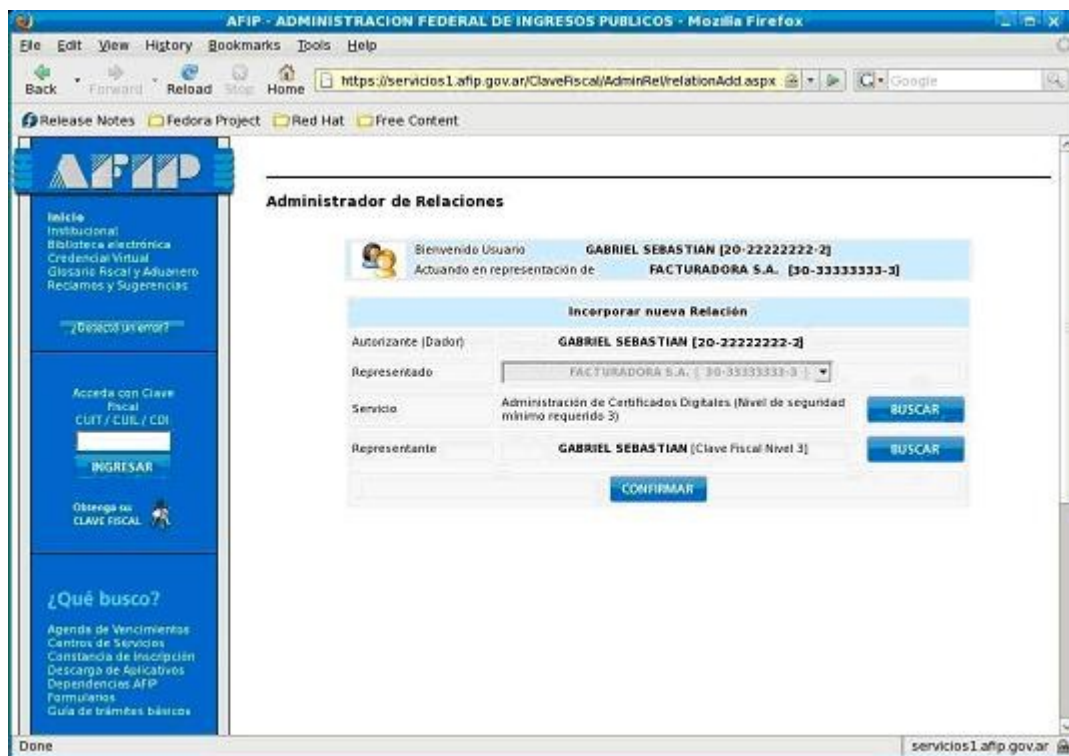 AFIP - ADMINISTRACION FEDERAL DE INGRESOS PUBLICOS - Mozilla Firefox
File Edit View History Bookmarks Tools Help
Back Forward Reload Stop Home https://servicios1.afip.gov.ar/ClaveFiscal/AdminRel/relationAdd.aspx Google
Release Notes Fedora Project Red Hat Free Content
AFIP
Inicio
Institucional
Biblioteca electrónica
Credencial Virtual
Glosario Fiscal y Aduanero
Reclamos y Sugerencias
¿Detectó un error?
Acceda con Clave
Fiscal
CUIT / CUIL / CDI
INGRESAR
Obtenga su
CLAVE FISCAL
¿Qué busco?
Agenda de Vencimientos
Centros de Servicios
Constancia de Inscripción
Descarga de Aplicativos
Dependencias AFIP
Formularios
Guía de trámites básicos
Administrador de Relaciones
Bienvenido Usuario GABRIEL SEBASTIAN [20-22222222-2]
Actuando en representación de FACTURADORA S.A. [30-33333333-3]
Incorporar nueva Relación
Autorizante (Dador) GABRIEL SEBASTIAN [20-22222222-2]
Representado FACTURADORA S.A. [ 30-33333333-3 ]
Servicio Administración de Certificados Digitales (Nivel de seguridad
mínimo requerido 3) BUSCAR
Representante GABRIEL SEBASTIAN [Clave Fiscal Nivel 3] BUSCAR
CONFIRMAR
Done servicios1.afip.gov.ar